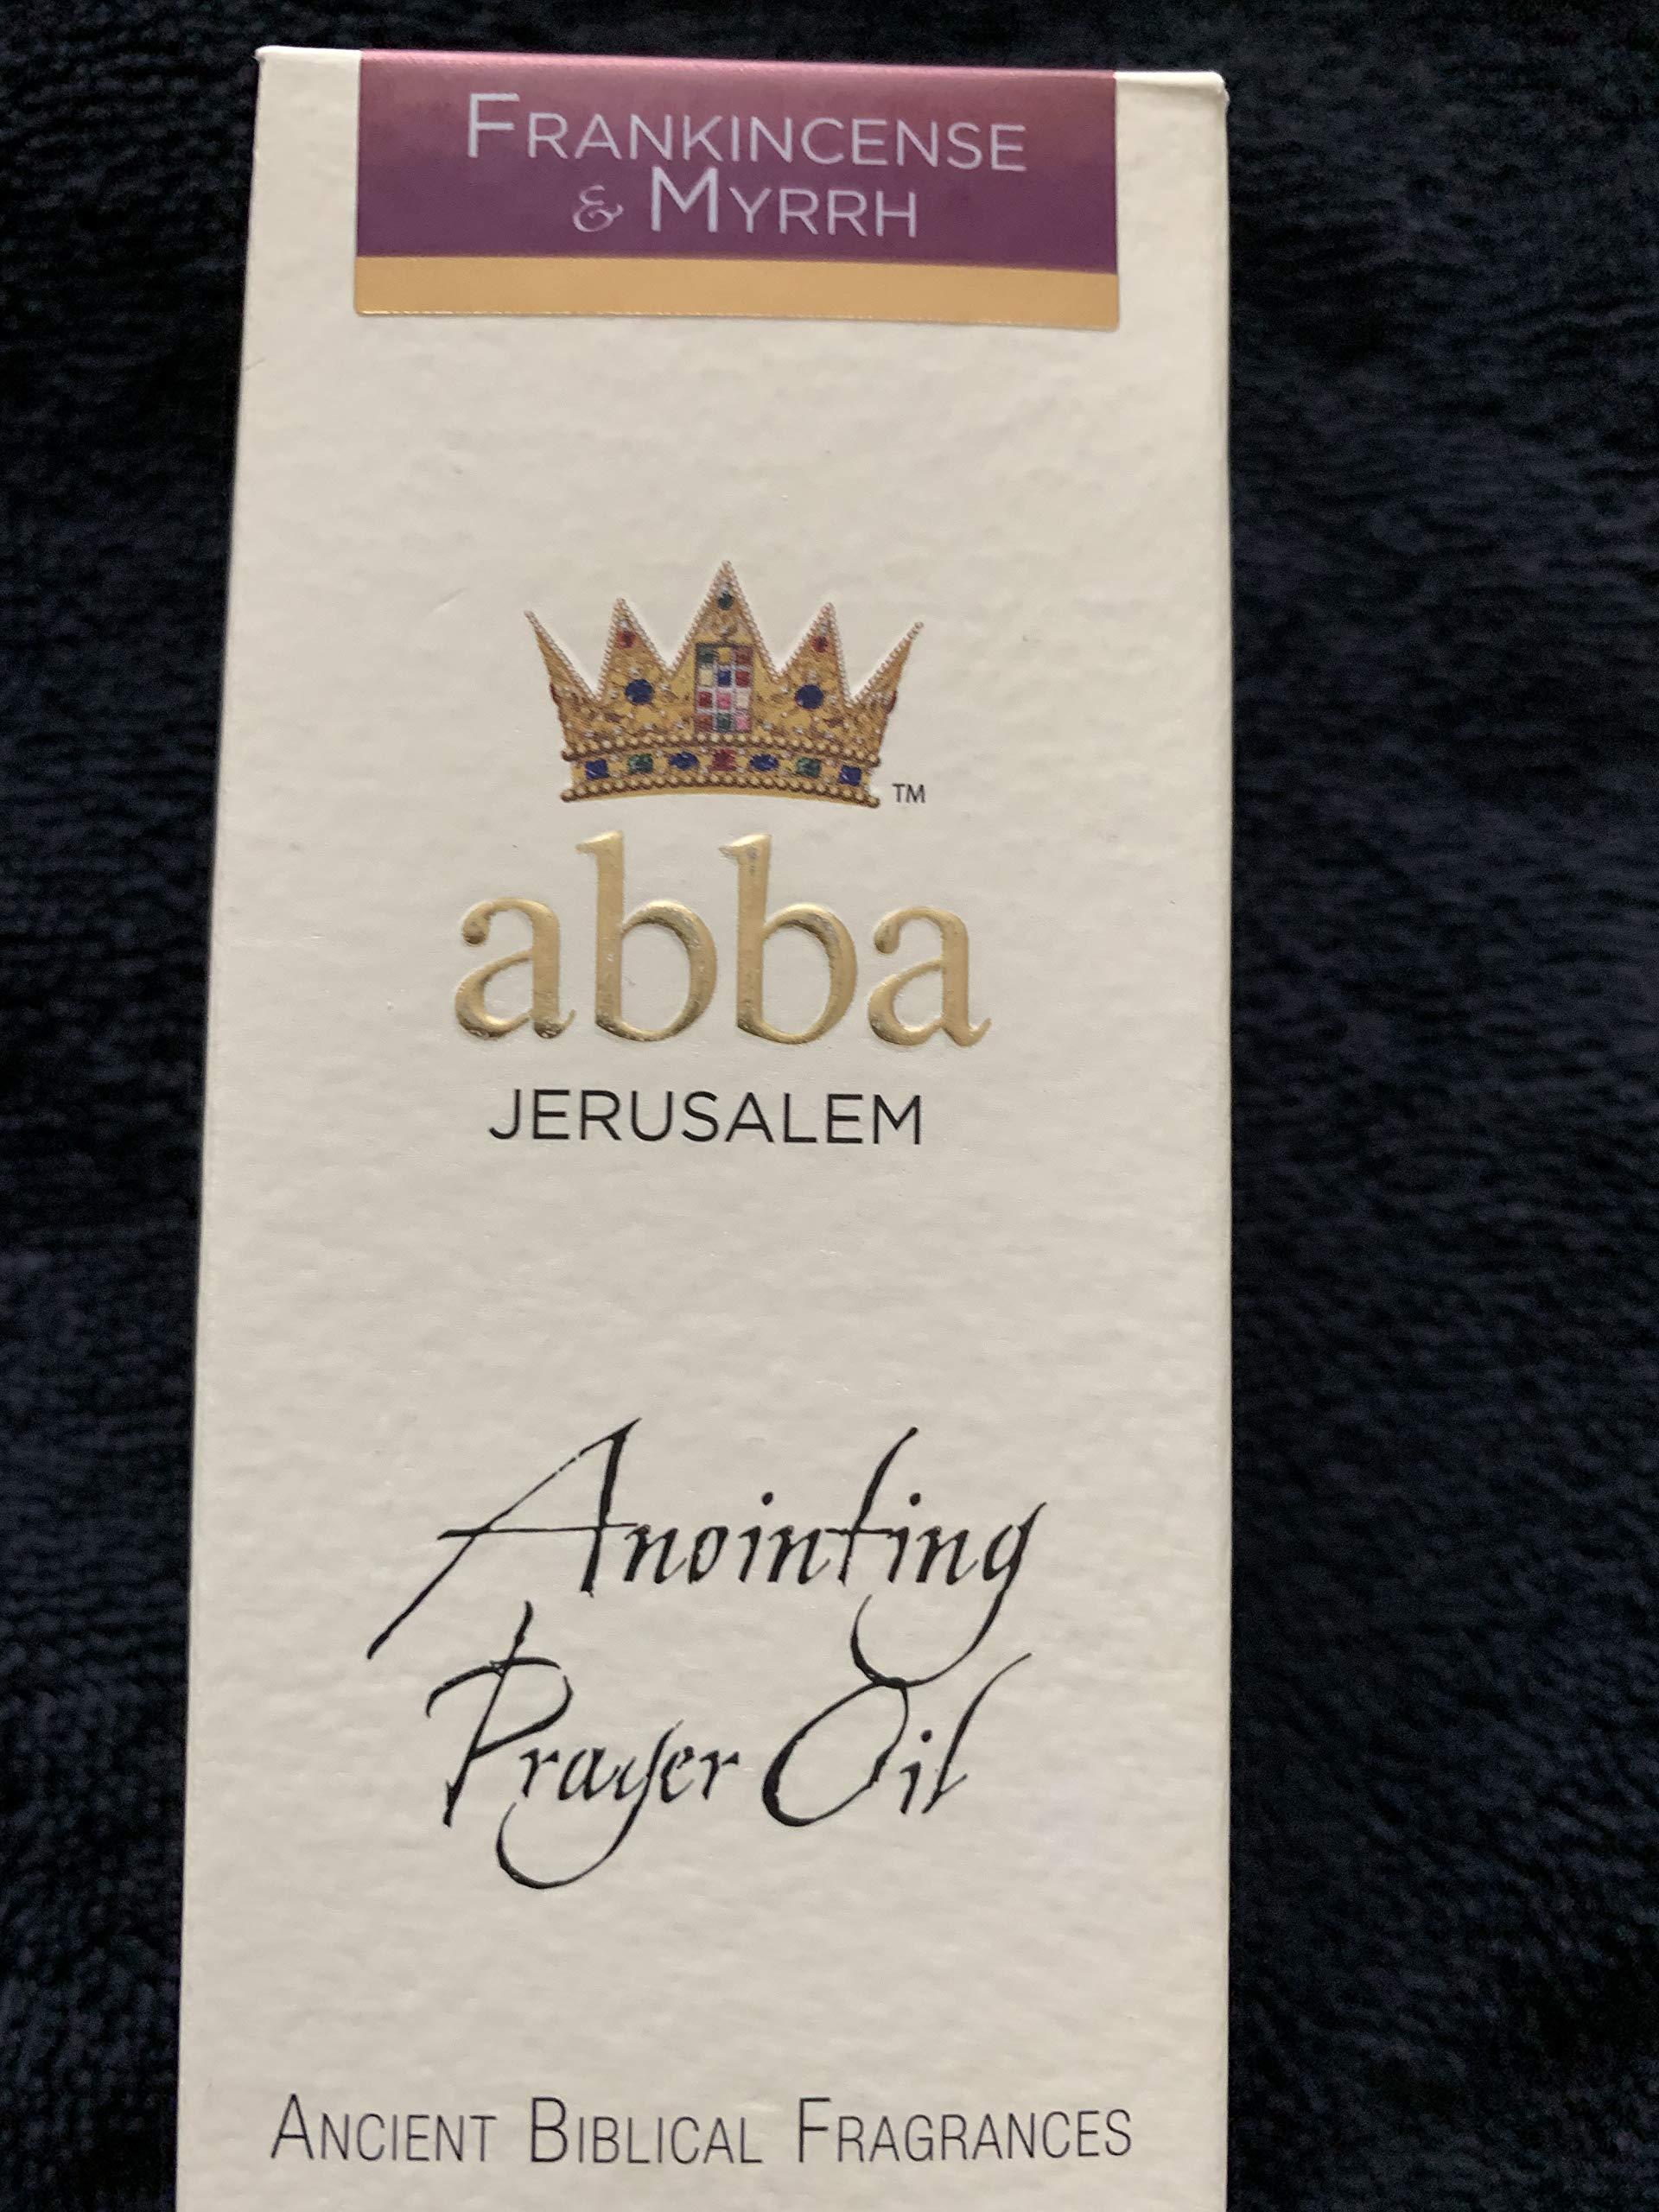 FRANKINCENSE
& MYRRH
TM
abba
JERUSALEM
Anointing
Prayer Oil
ANCIENT BIBLICAL FRAGRANCES